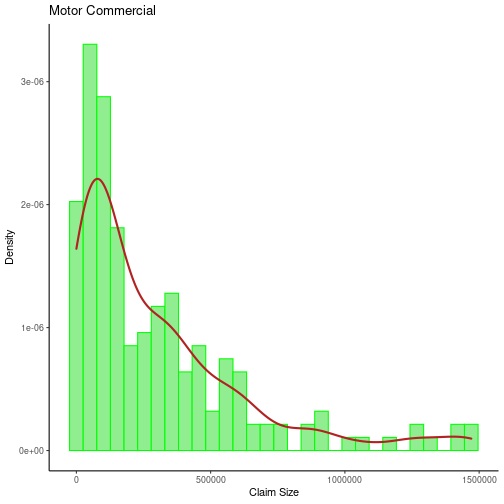 Motor Commercial
3e-06
2e-06
1e-06
0e+00
Density
0
500000
1000000
1500000
Claim Size